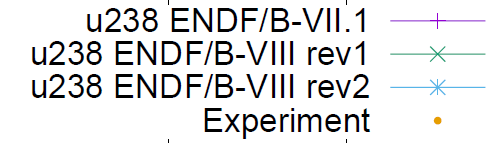 u238 ENDF/B-VII.1
u238 ENDF/B-VIII rev1
u238 ENDF/B-VIII rev2
Experiment